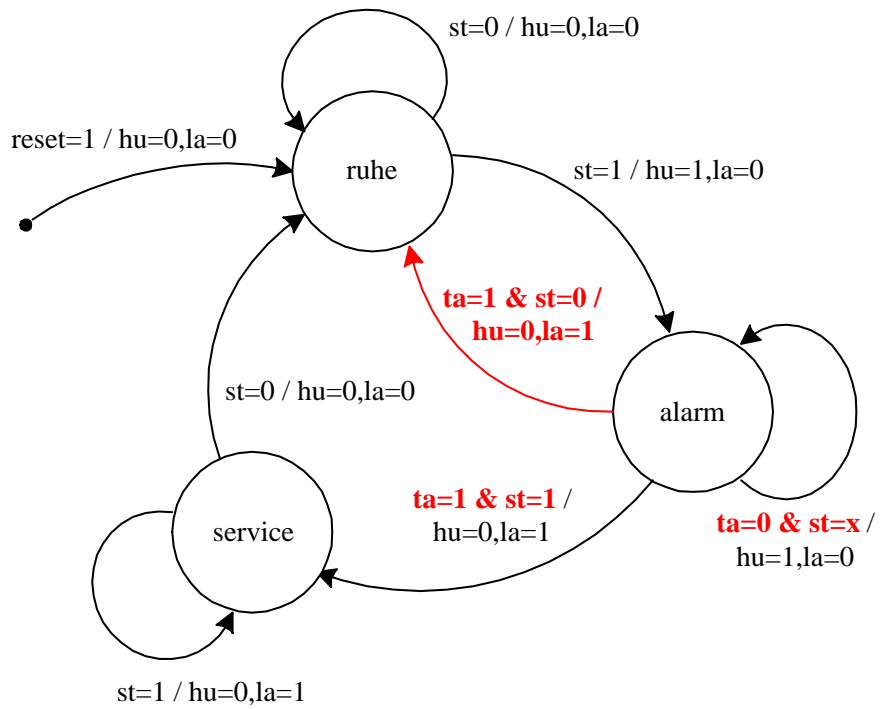 st=0 / hu=0,la=0
reset=1 / hu=0,la=0
ruhe
st=1 / hu=1,la=0
ta=1 & st=0 /
hu=0,la=1
st=0 / hu=0,la=0
alarm
ta=1 & st=1 /
hu=0,la=1
service
ta=0 & st=x /
hu=1,la=0
st=1 / hu=0,la=1